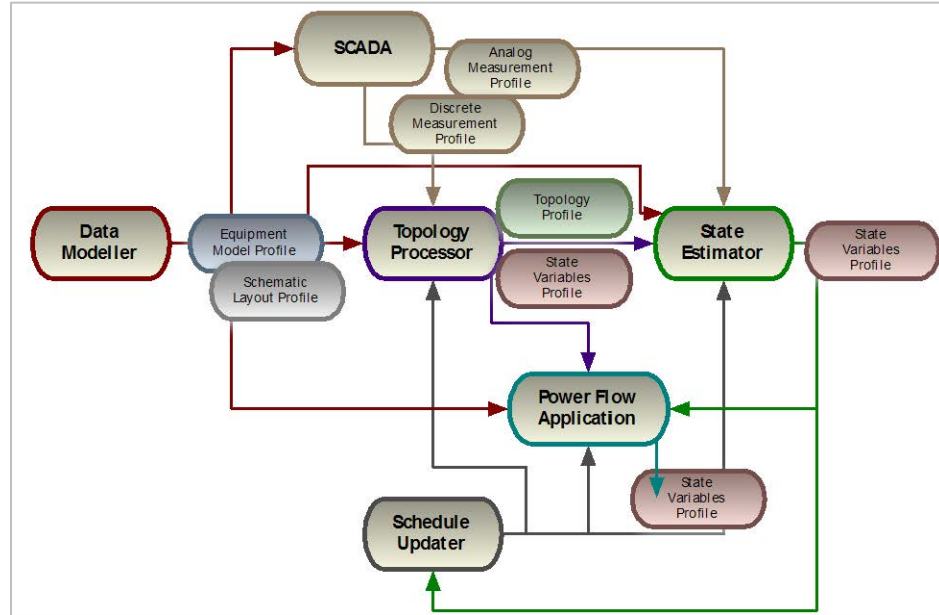 SCADA
Analog
Measurement
Profile
Discrete
Measurement
Profile
Data
Modeller
Equipment
Model Profile
Schematic
Layout Profile
Topology
Processor
Topology
Profile
State
Variables
Profile
State
Estimator
State
Variables
Profile
Power Flow
Application
State
Variables
Profile
Schedule
Updater